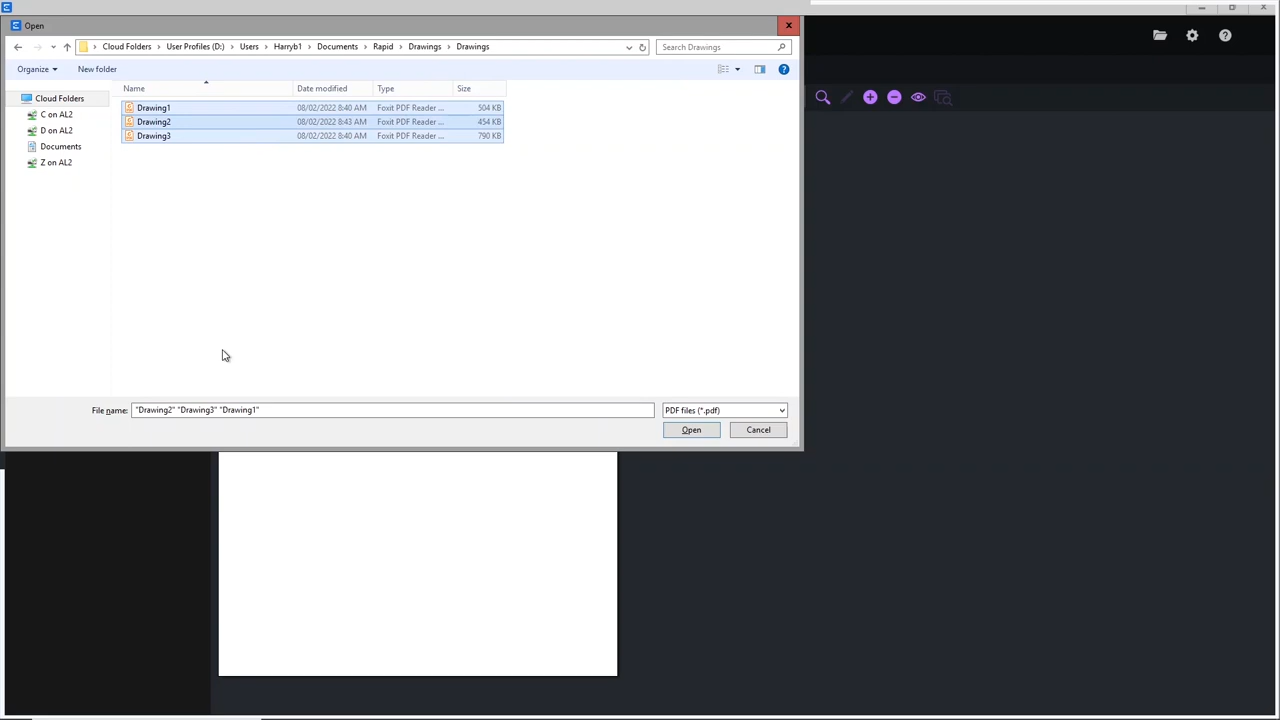 Open
Cloud Folders User Profiles (D:) Users Harryb1 Documents Rapid Drawings Drawings Search Drawings
Organize New folder
Name Date modified Type Size
Cloud Folders
C on AL2
D on AL2
Documents
Z on AL2
Drawing1 08/02/2022 8:40 AM Foxit PDF Reader ... 504 KB
Drawing2 08/02/2022 8:43 AM Foxit PDF Reader ... 454 KB
Drawing3 08/02/2022 8:40 AM Foxit PDF Reader ... 790 KB
File name: "Drawing2" "Drawing3" "Drawing1" PDF files (*.pdf)
Open Cancel